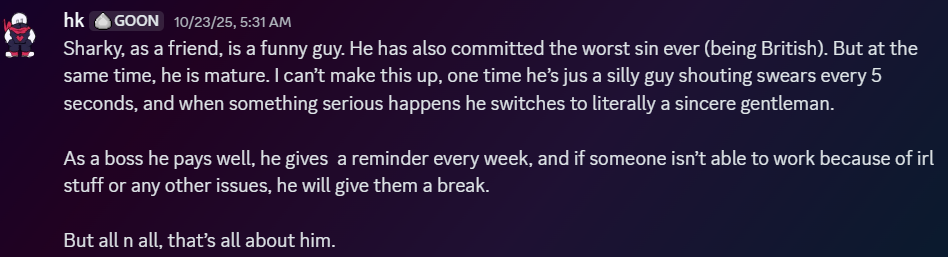 hk GOON 10/23/25, 5:31 AM
Sharky, as a friend, is a funny guy. He has also committed the worst sin ever (being British). But at the
same time, he is mature. I can’t make this up, one time he’s jus a silly guy shouting swears every 5
seconds, and when something serious happens he switches to literally a sincere gentleman.
As a boss he pays well, he gives  a reminder every week, and if someone isn’t able to work because of irl
stuff or any other issues, he will give them a break.
But all n all, that’s all about him.